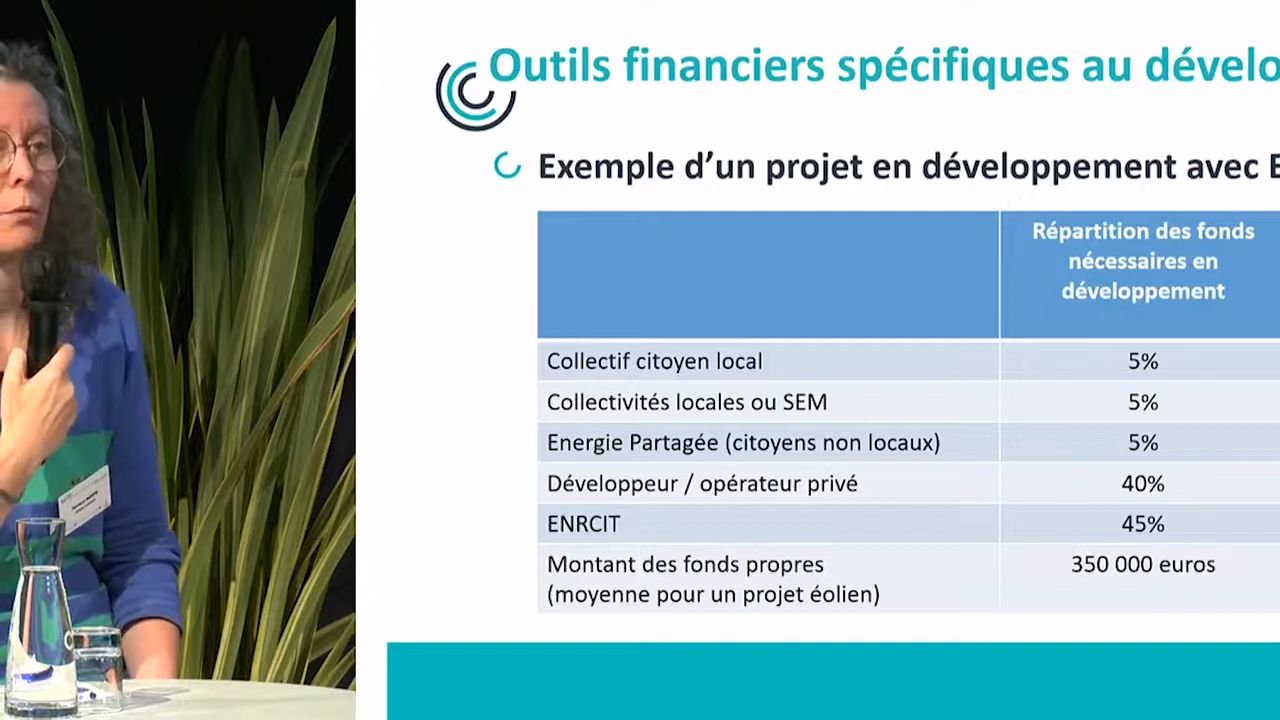 Outils financiers spécifiques au dévelo
Exemple d'un projet en développement avec E
Répartition des fonds
nécessaires en
développement
Collectif citoyen local 5%
Collectivités locales ou SEM 5%
Energie Partagée (citoyens non locaux) 5%
Développeur / opérateur privé 40%
ENRCIT 45%
Montant des fonds propres 350 000 euros
(moyenne pour un projet éolien)